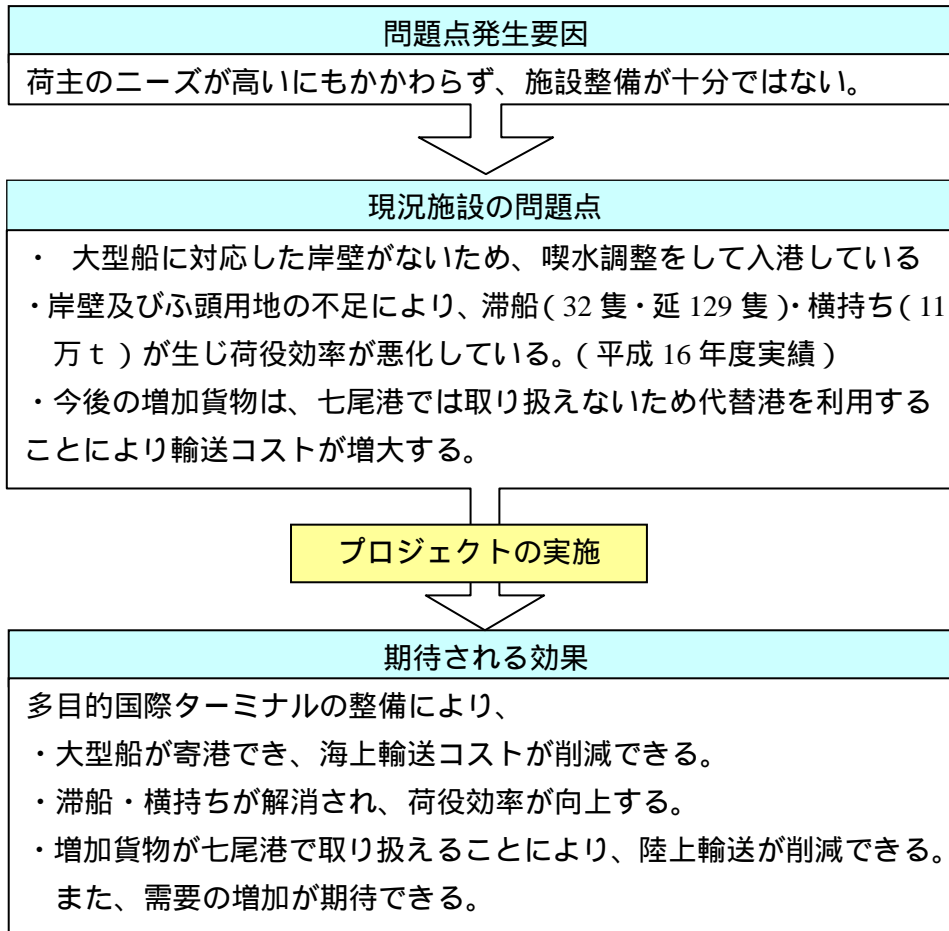 問題点発生要因
荷主のニーズが高いにもかかわらず、施設整備が十分ではない。
現況施設の問題点
・ 大型船に対応した岸壁がないため、喫水調整をして入港している
・岸壁及びふ頭用地の不足により、滞船(32 隻・延 129 隻)・横持ち(11
万t)が生じ荷役効率が悪化している。(平成 16 年度実績)
・今後の増加貨物は、七尾港では取り扱えないため代替港を利用する
ことにより輸送コストが増大する。
プロジェクトの実施
期待される効果
多目的国際ターミナルの整備により、
・大型船が寄港でき、海上輸送コストが削減できる。
・滞船・横持ちが解消され、荷役効率が向上する。
・増加貨物が七尾港で取り扱えることにより、陸上輸送が削減できる。
また、需要の増加が期待できる。